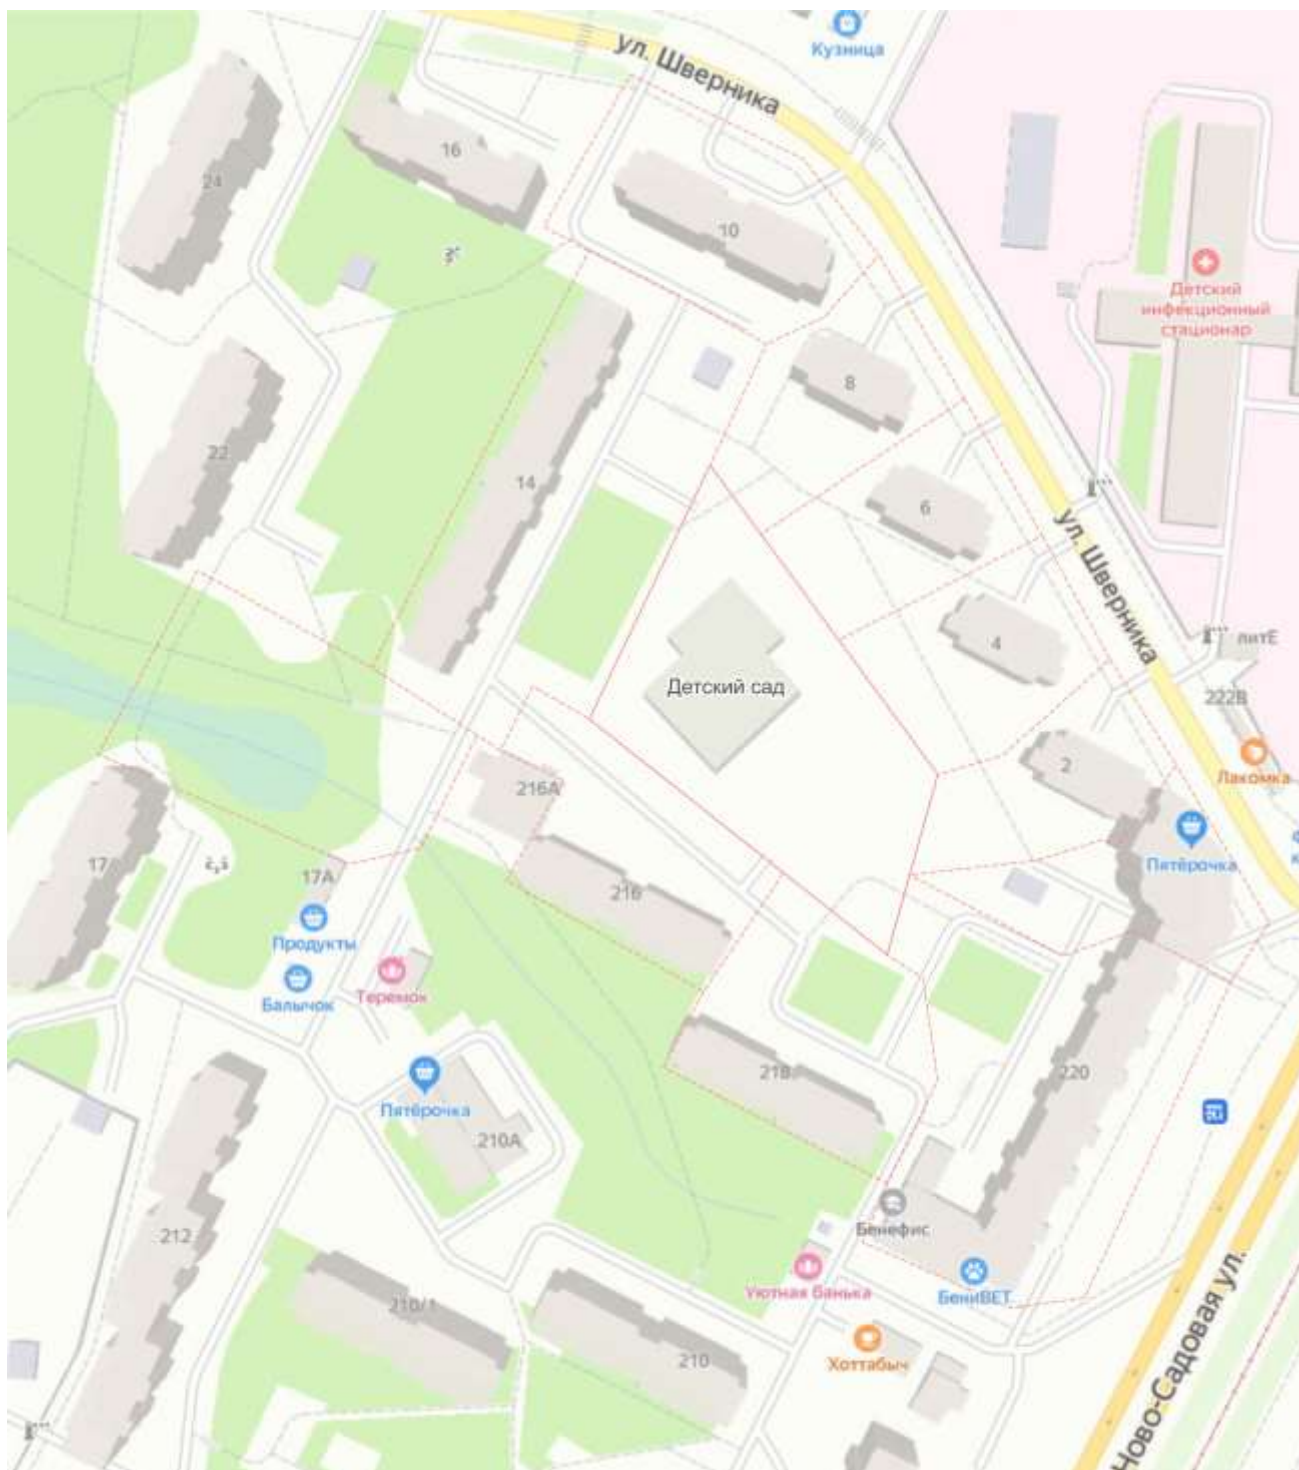 Кузница
ул. Шверника
16
24
10
Детский
инфекционный
стационар
8
22
14
6
ул. Шверника
4
литЕ
Детский сад
222В
2
Лакомка
216А
Пятёрочка
17
17А
216
Продукты
Теремок
Балычок
218
220
Пятёрочка
210А
212
Бенефис
Уютная банька
БениВЕТ
210/1
210
Хоттабыч
Ново-Садовая ул.